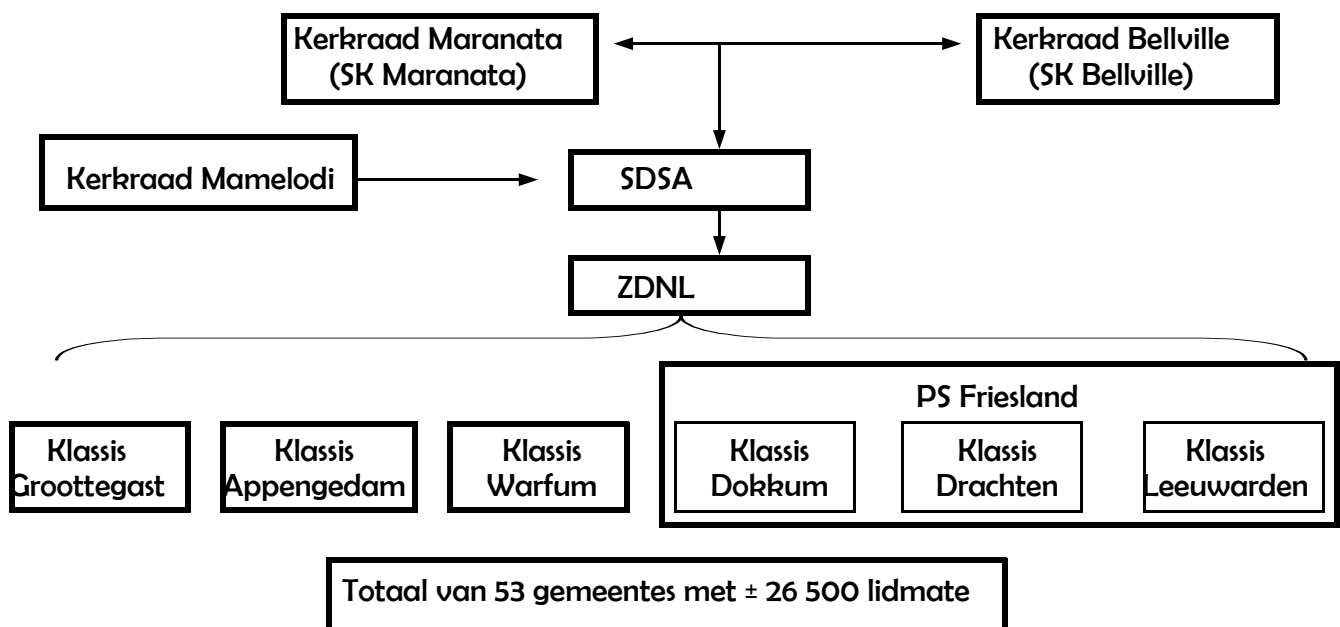 Kerkraad Maranata
(SK Maranata)
Kerkraad Bellville
(SK Bellville)
Kerkraad Mamelodi
SDSA
ZDNL
PS Friesland
Klassis
Groottegast
Klassis
Appengedam
Klassis
Warfum
Klassis
Dokkum
Klassis
Drachten
Klassis
Leeuwarden
Totaal van 53 gemeentes met ± 26 500 lidmate